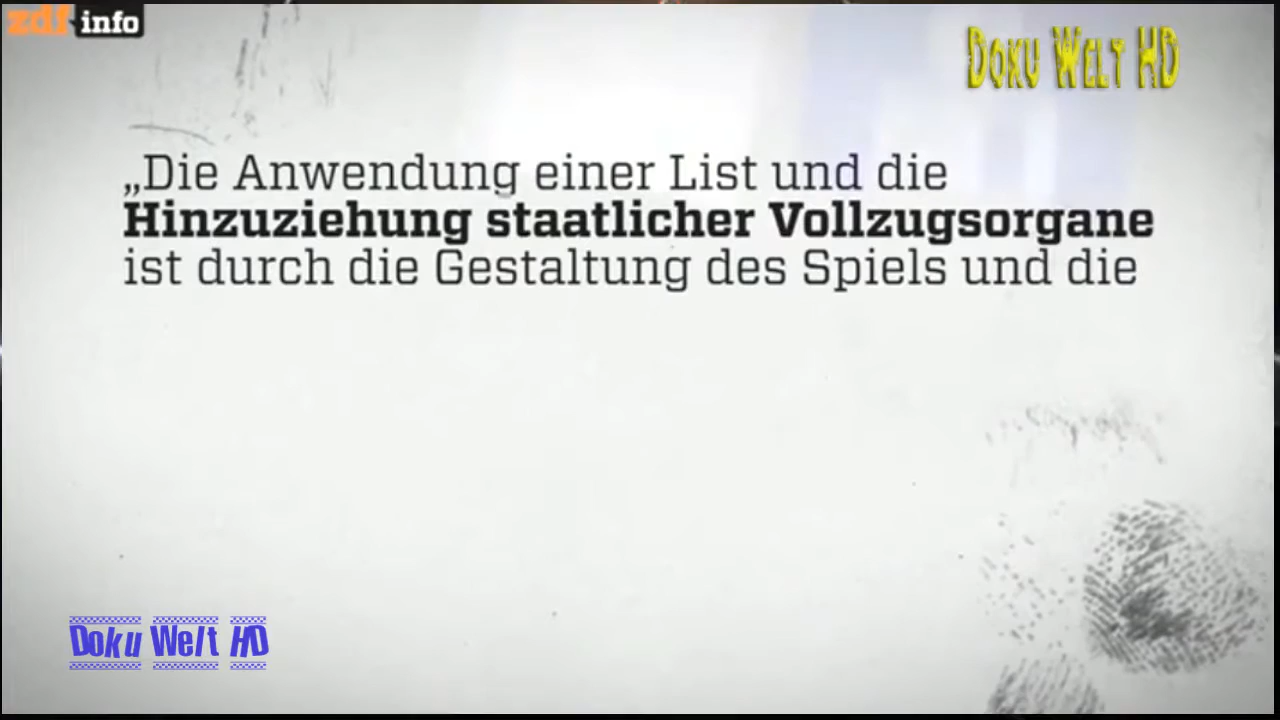 zdf info
Doku Welt HD
„Die Anwendung einer List und die
Hinzuziehung staatlicher Vollzugsorgane
ist durch die Gestaltung des Spiels und die
Doku Welt HD